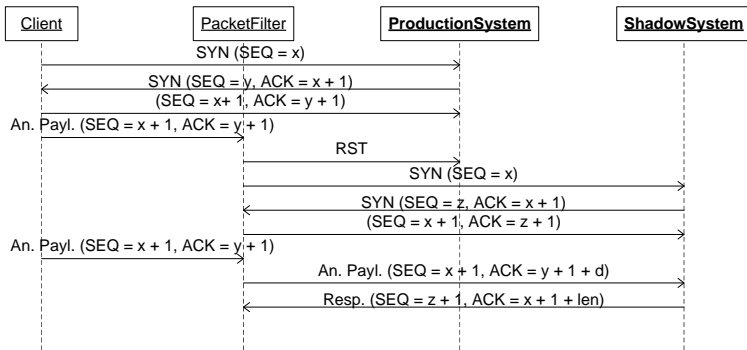 Client PacketFilter ProductionSystem ShadowSystem
SYN (SEQ = x)
SYN (SEQ = y, ACK = x + 1)
(SEQ = x+ 1, ACK = y + 1)
An. Payl. (SEQ = x + 1, ACK = y + 1)
RST
SYN (SEQ = x)
SYN (SEQ = z, ACK = x + 1)
(SEQ = x + 1, ACK = z + 1)
An. Payl. (SEQ = x + 1, ACK = y + 1)
An. Payl. (SEQ = x + 1, ACK = y + 1 + d)
Resp. (SEQ = z + 1, ACK = x + 1 + len)